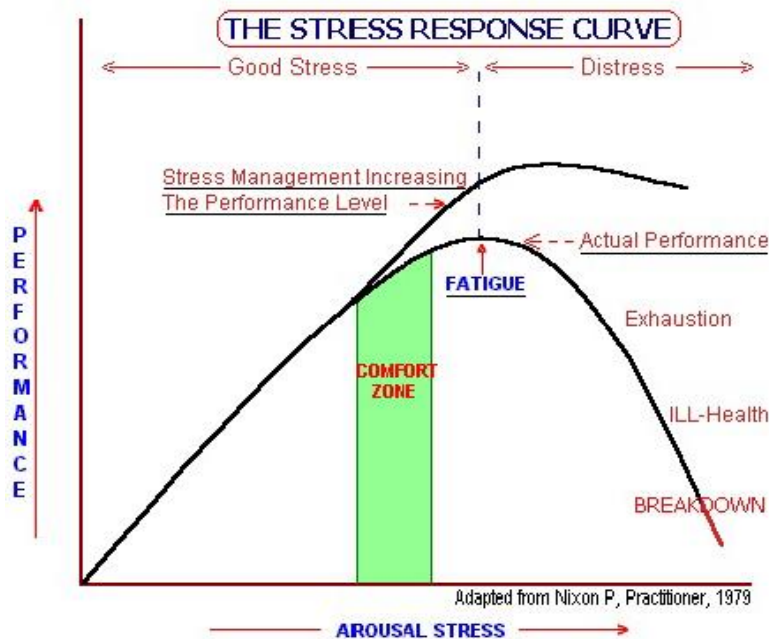 THE STRESS RESPONSE CURVE
Good Stress
Distress
Stress Management Increasing
The Performance Level
Actual Performance
FATIGUE
PERFORMANCE
Exhaustion
COMFORT
ZONE
ILL-Health
BREAKDOWN
Adapted from Nixon P, Practitioner, 1979
AROUSAL STRESS